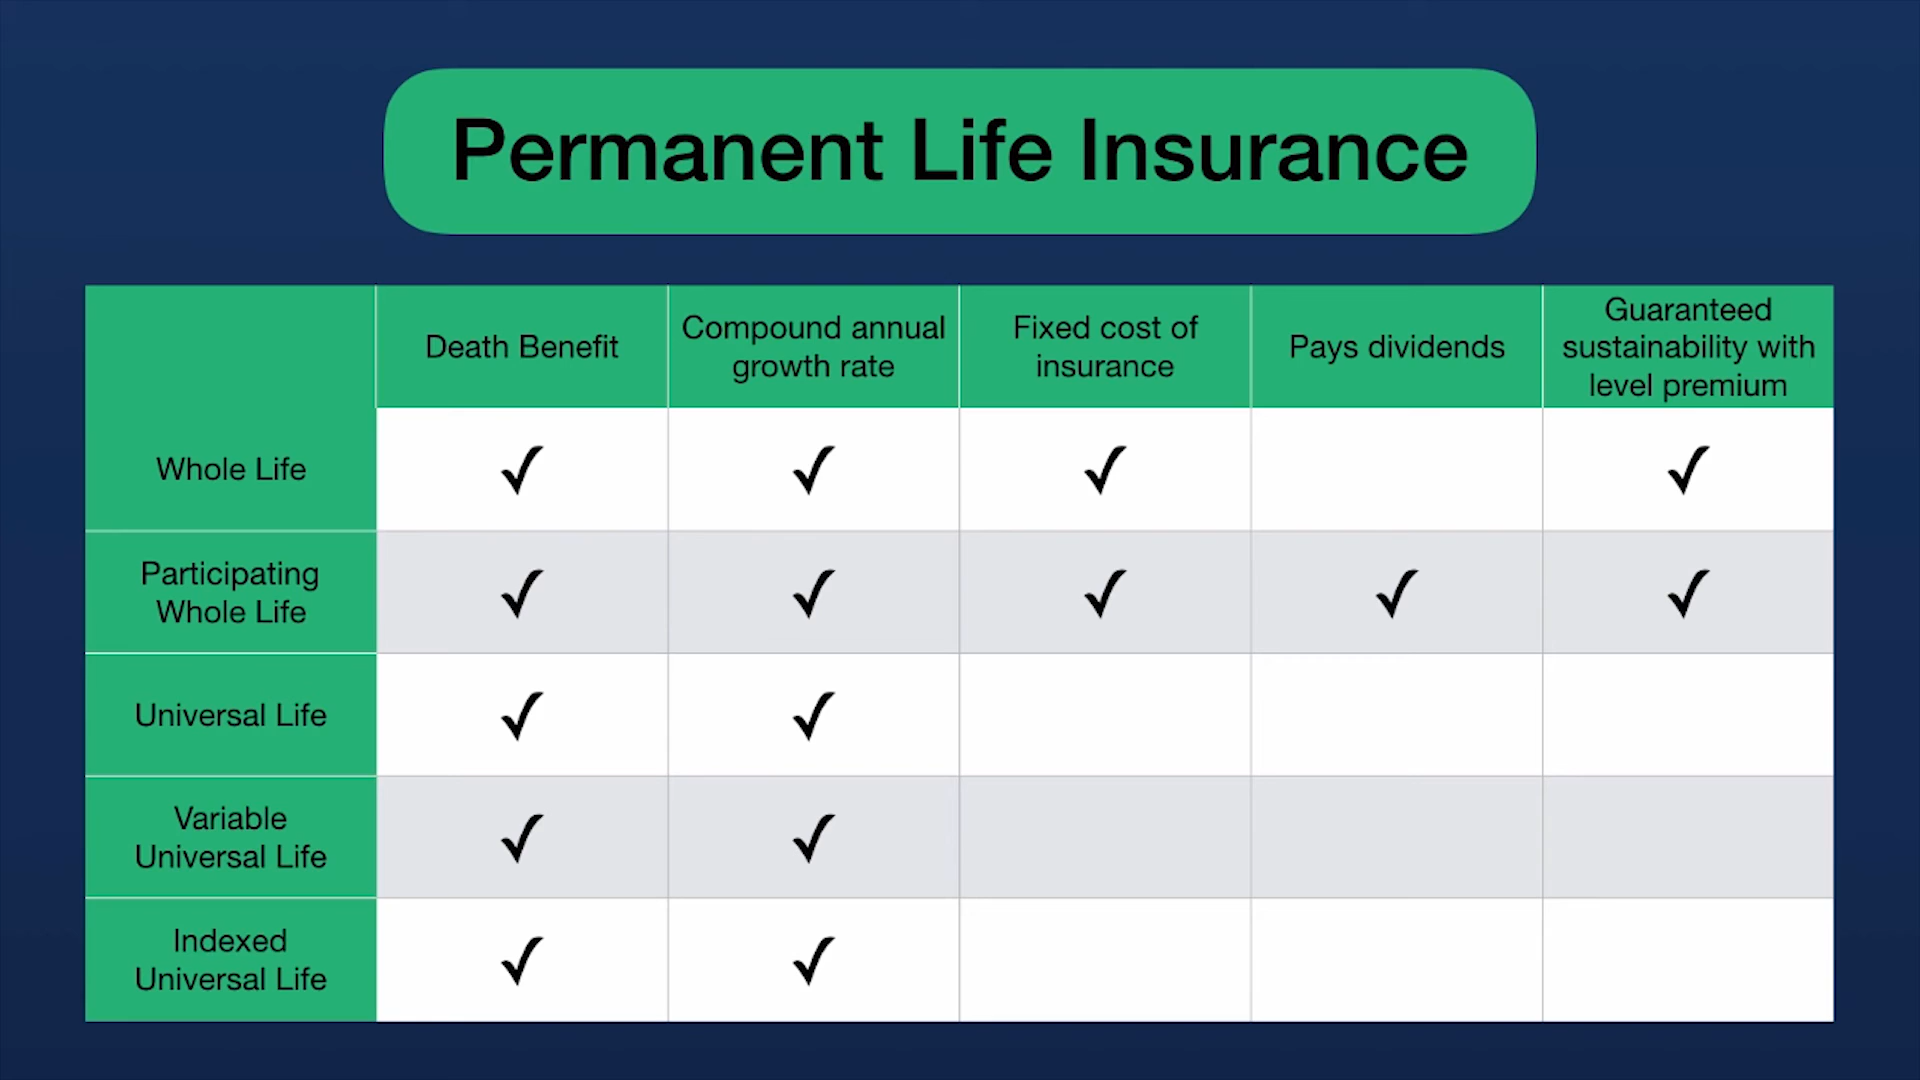 Permanent Life Insurance
Death Benefit
Compound annual
growth rate
Fixed cost of
insurance
Pays dividends
Guaranteed
sustainability with
level premium
Whole Life
✓ ✓ ✓ ✓
Participating
Whole Life
✓ ✓ ✓ ✓ ✓
Universal Life
✓ ✓
Variable
Universal Life
✓ ✓
Indexed
Universal Life
✓ ✓